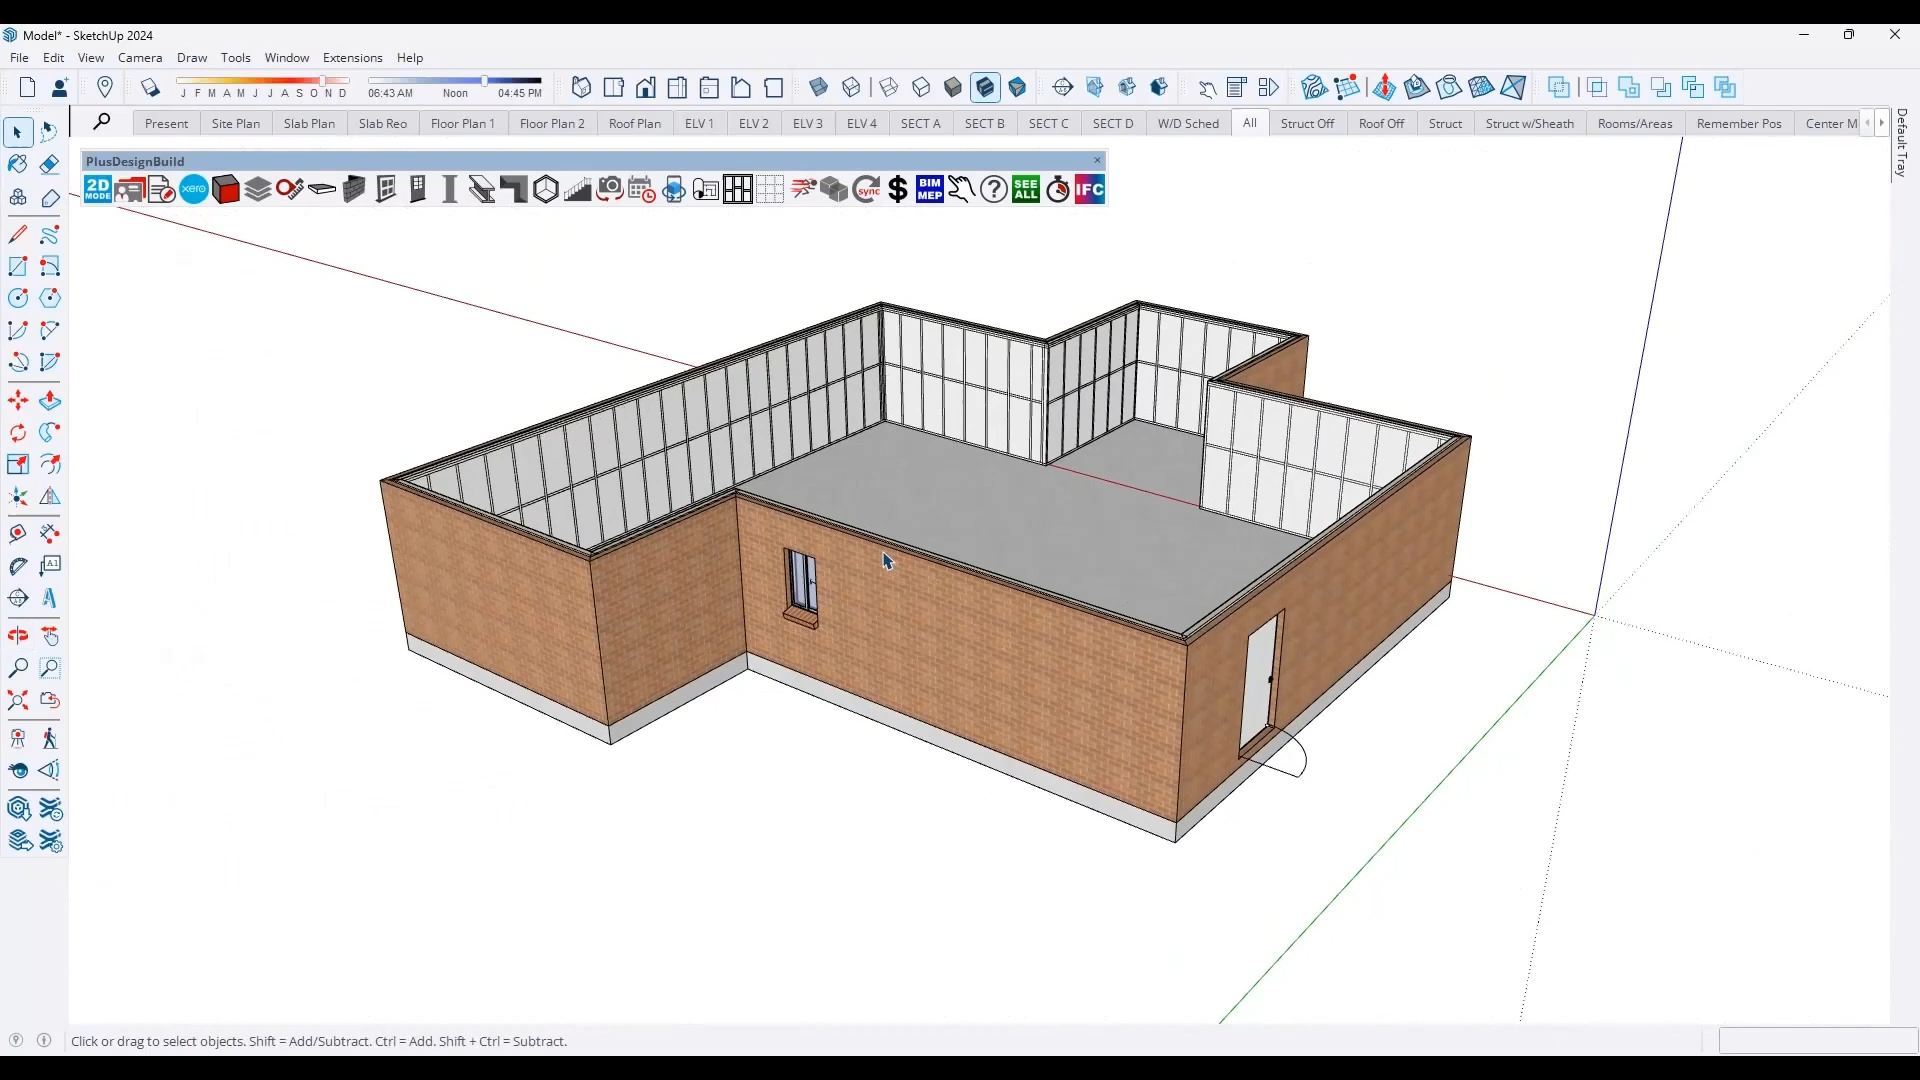 Model* - SketchUp 2024
File Edit View Camera Draw Tools Window Extensions Help
J F M A M J J A S O N D 06:43 AM Noon 04:45 PM
Present Site Plan Slab Plan Slab Reo Floor Plan 1 Floor Plan 2 Roof Plan ELV 1 ELV 2 ELV 3 ELV 4 SECT A SECT B SECT C SECT D W/D Sched All Struct Off Roof Off Struct Struct w/Sheath Rooms/Areas Remember Pos Center M
Default Tray
PlusDesignBuild
2D MODE xero sync $ BIM MEP ? SEE ALL IFC
A1
Click or drag to select objects. Shift = Add/Subtract. Ctrl = Add. Shift + Ctrl = Subtract.